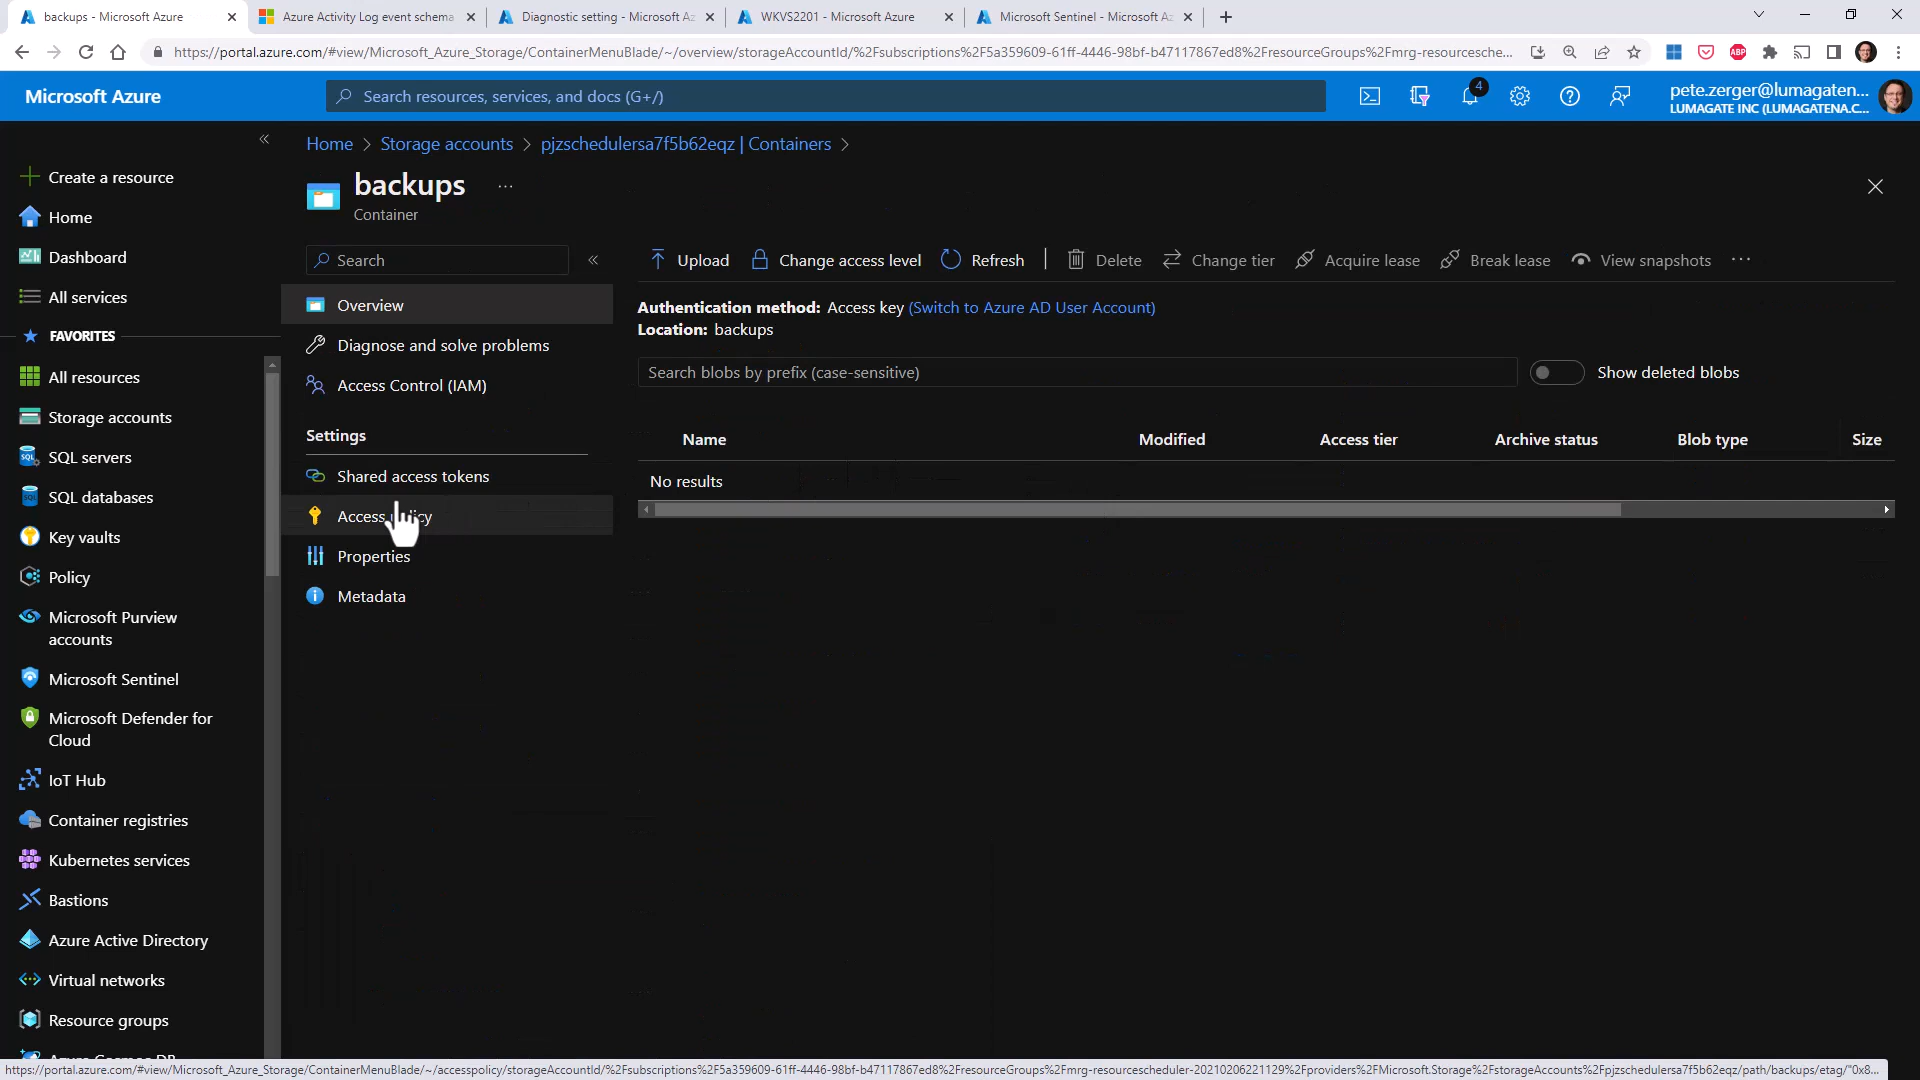 backups - Microsoft Azure
Azure Activity Log event schema
Diagnostic setting - Microsoft Az
WKVS2201 - Microsoft Azure
Microsoft Sentinel - Microsoft Az
https://portal.azure.com/#view/Microsoft_Azure_Storage/ContainerMenuBlade/~/overview/storageAccountId/%2Fsubscriptions%2F5a359609-61ff-4446-98bf-b47117867ed8%2FresourceGroups%2Fmrg-resourcesche...
ABP
Microsoft Azure
Search resources, services, and docs (G+/)
4
pete.zerger@lumagaten...
LUMAGATE INC (LUMAGATENA.C...
Home > Storage accounts > pjzschedulersa7f5b62eqz | Containers >
backups ...
Container
Create a resource
Home
Dashboard
All services
FAVORITES
All resources
Storage accounts
SQL servers
SQL databases
Key vaults
Policy
Microsoft Purview
accounts
Microsoft Sentinel
Microsoft Defender for
Cloud
IoT Hub
Container registries
Kubernetes services
Bastions
Azure Active Directory
Virtual networks
Resource groups
Azure Cosmos DB
Search
Overview
Diagnose and solve problems
Access Control (IAM)
Settings
Shared access tokens
Access policy
Properties
Metadata
Upload Change access level Refresh Delete Change tier Acquire lease Break lease View snapshots ...
Authentication method: Access key (Switch to Azure AD User Account)
Location: backups
Search blobs by prefix (case-sensitive)
Show deleted blobs
Name Modified Access tier Archive status Blob type Size
No results
https://portal.azure.com/#view/Microsoft_Azure_Storage/ContainerMenuBlade/~/accesspolicy/storageAccountId/%2Fsubscriptions%2F5a359609-61ff-4446-98bf-b47117867ed8%2FresourceGroups%2Fmrg-resourcescheduler-20210206221129%2Fproviders%2FMicrosoft.Storage%2FstorageAccounts%2Fpjzschedulersa7f5b62eqz/path/backups/etag/"0x8...